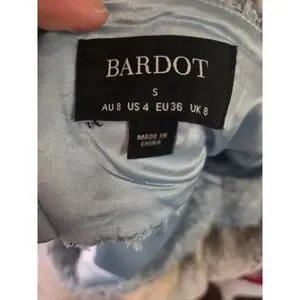 BARDOT
S
AU 8 US 4 EU 36 UK 8
MADE IN
CHINA